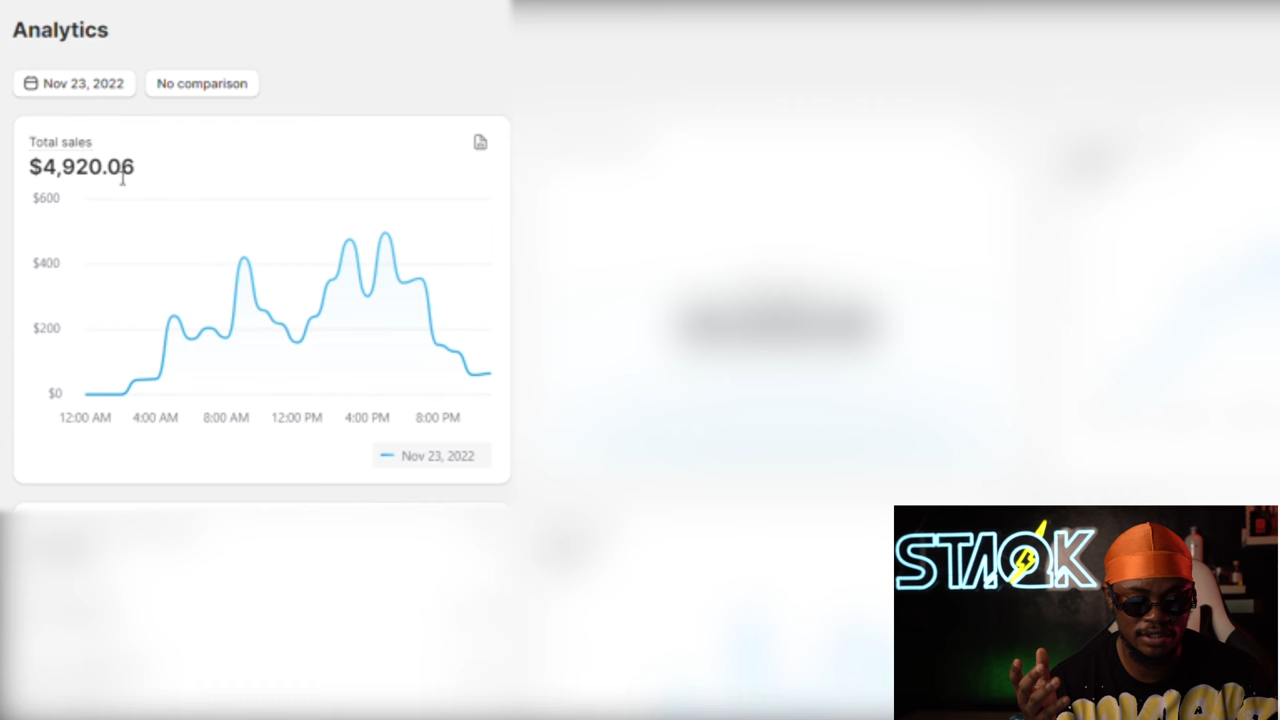 Analytics
Nov 23, 2022
No comparison
Total sales
$4,920.06
$600
$400
$200
$0
12:00 AM 4:00 AM 8:00 AM 12:00 PM 4:00 PM 8:00 PM
Nov 23, 2022
STAQK